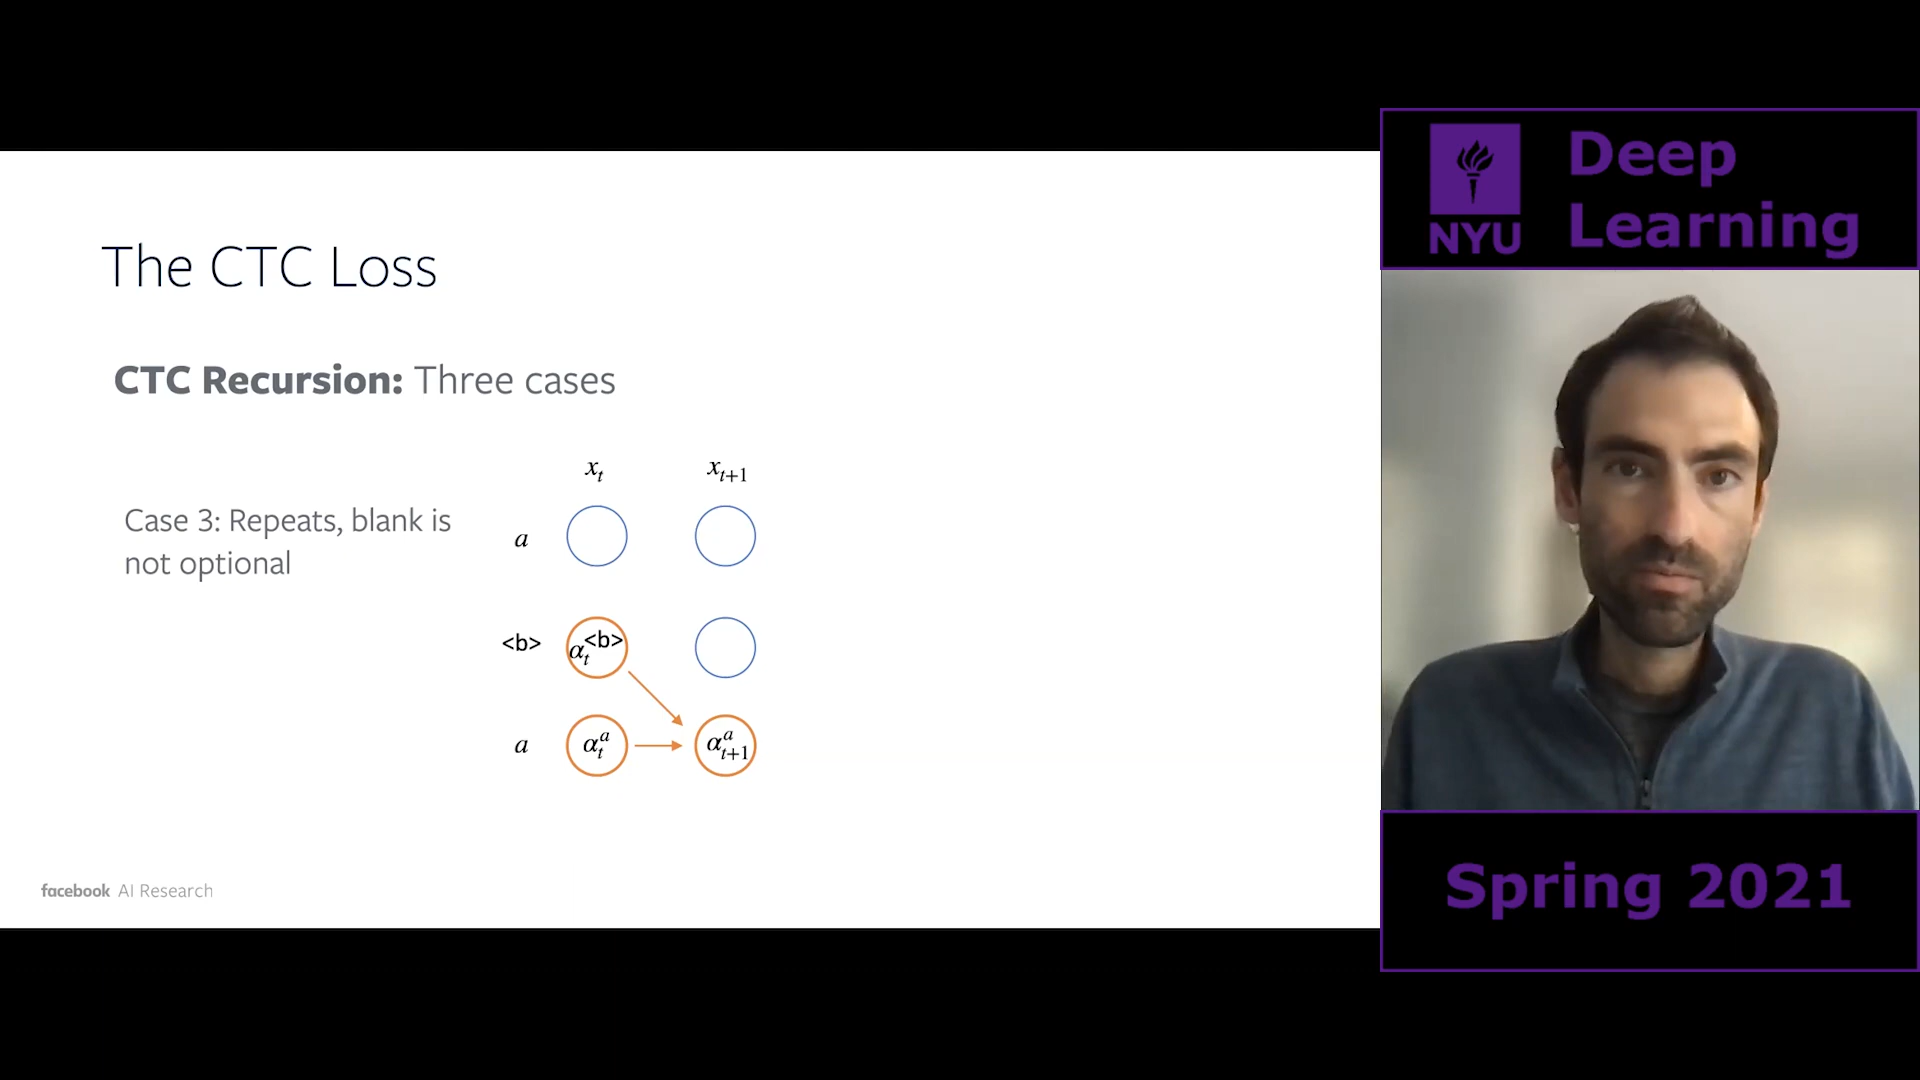 The CTC Loss
CTC Recursion: Three cases
Case 3: Repeats, blank is
not optional
x_t x_{t+1}
a
<b> α_t^{<b>}
a α_t^a α_{t+1}^a
facebook AI Research
NYU
Deep
Learning
Spring 2021